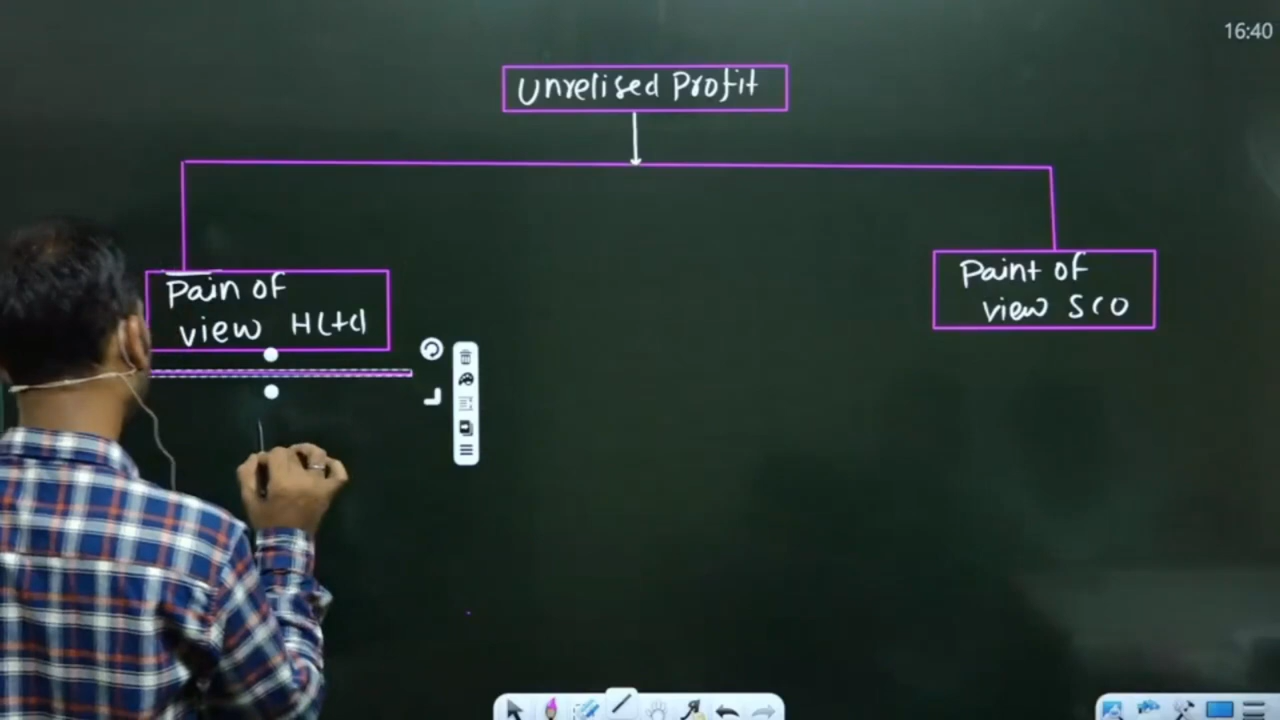 16:40
Unrelised Profit
Pain of
view H(td
Paint of
view S(O